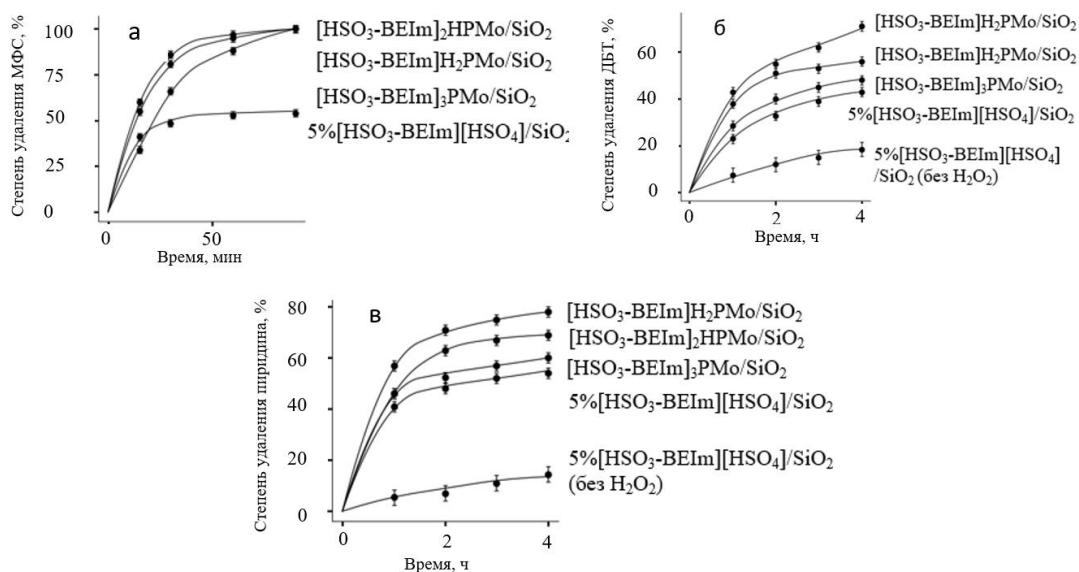 а
Степень удаления МФС, %
100
75
50
25
0
0
50
Время, мин
[HSO₃-BEIm]₂HPMo/SiO₂
[HSO₃-BEIm]H₂PMo/SiO₂
[HSO₃-BEIm]₃PMo/SiO₂
5%[HSO₃-BEIm][HSO₄]/SiO₂
б
Степень удаления ДБТ, %
60
40
20
0
0
2
4
Время, ч
[HSO₃-BEIm]H₂PMo/SiO₂
[HSO₃-BEIm]H₂PMo/SiO₂
[HSO₃-BEIm]₃PMo/SiO₂
5%[HSO₃-BEIm][HSO₄]/SiO₂
5%[HSO₃-BEIm][HSO₄]
/SiO₂ (без H₂O₂)
в
Степень удаления пиридина, %
80
60
40
20
0
0
2
4
Время, ч
[HSO₃-BEIm]H₂PMo/SiO₂
[HSO₃-BEIm]₂HPMo/SiO₂
[HSO₃-BEIm]₃PMo/SiO₂
5%[HSO₃-BEIm][HSO₄]/SiO₂
5%[HSO₃-BEIm][HSO₄]/SiO₂
(без H₂O₂)